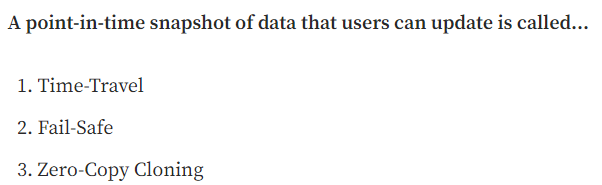 A point-in-time snapshot of data that users can update is called...
1. Time-Travel
2. Fail-Safe
3. Zero-Copy Cloning